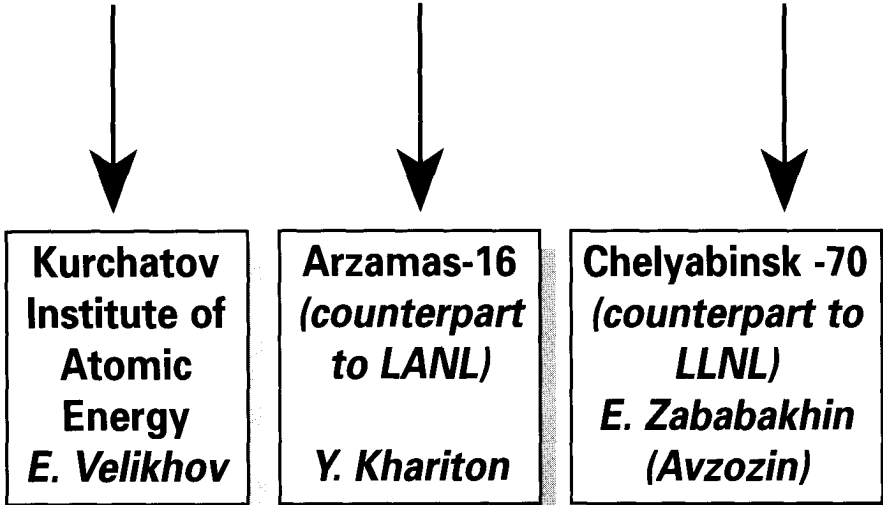 Kurchatov
Institute of
Atomic
Energy
E. Velikhov
Arzamas-16
(counterpart
to LANL)
Y. Khariton
Chelyabinsk -70
(counterpart to
LLNL)
E. Zababakhin
(Avzozin)